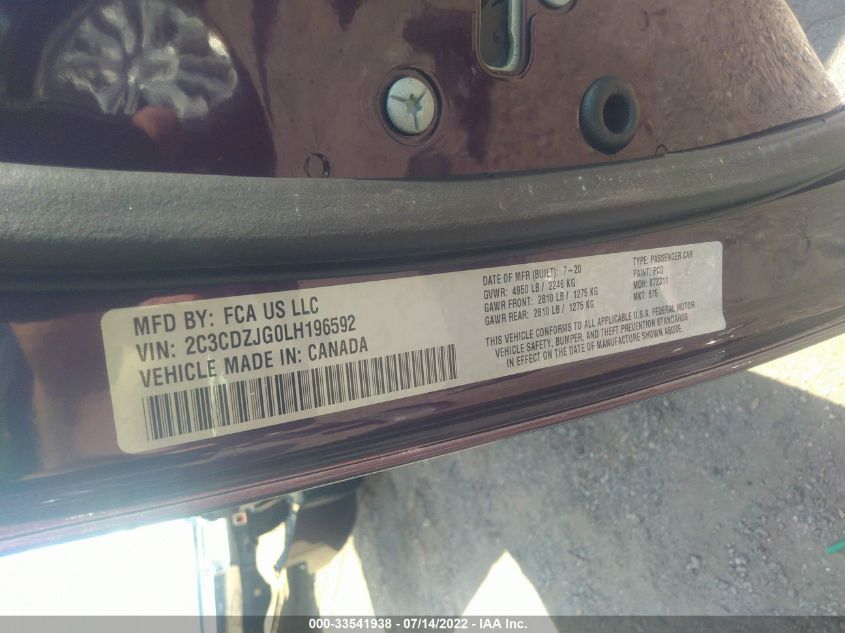 MFD BY: FCA US LLC
VIN: 2C3CDZJG0LH196592
VEHICLE MADE IN: CANADA
DATE OF MFR (BUILT): 7-20
GVWR: 4950 LB / 2246 KG
GAWR FRONT: 2810 LB / 1275 KG
GAWR REAR: 2810 LB / 1275 KG
TYPE: PASSENGER CAR
PAINT: PCD
MDH: 072311
MKT: 875
THIS VEHICLE CONFORMS TO ALL APPLICABLE U.S.A. FEDERAL MOTOR
VEHICLE SAFETY, BUMPER, AND THEFT PREVENTION STANDARDS
IN EFFECT ON THE DATE OF MANUFACTURE SHOWN ABOVE.
000-33541938 - 07/14/2022 - IAA Inc.